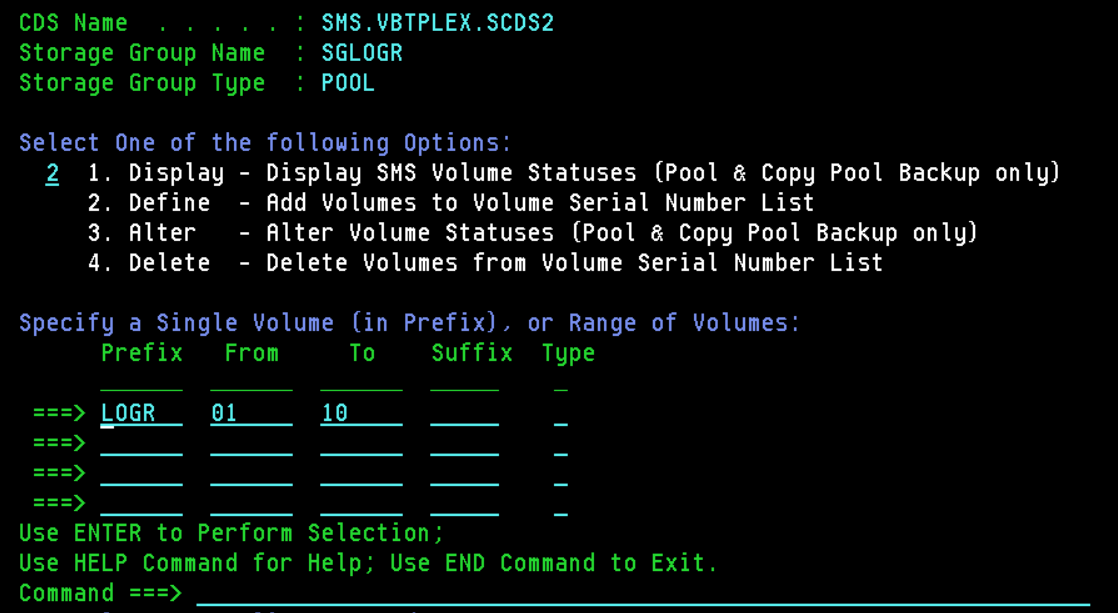 CDS Name . . . . . : SMS.VBTPLEX.SCDS2
Storage Group Name : SGLOGR
Storage Group Type : POOL
Select One of the following Options:
2 1. Display - Display SMS Volume Statuses (Pool & Copy Pool Backup only)
2. Define - Add Volumes to Volume Serial Number List
3. Alter - Alter Volume Statuses (Pool & Copy Pool Backup only)
4. Delete - Delete Volumes from Volume Serial Number List
Specify a Single Volume (in Prefix), or Range of Volumes:
Prefix From To Suffix Type
______ ______ ______ _____ _
===> LOGR 01 10
===>
===>
===>
Use ENTER to Perform Selection;
Use HELP Command for Help; Use END Command to Exit.
Command ===>